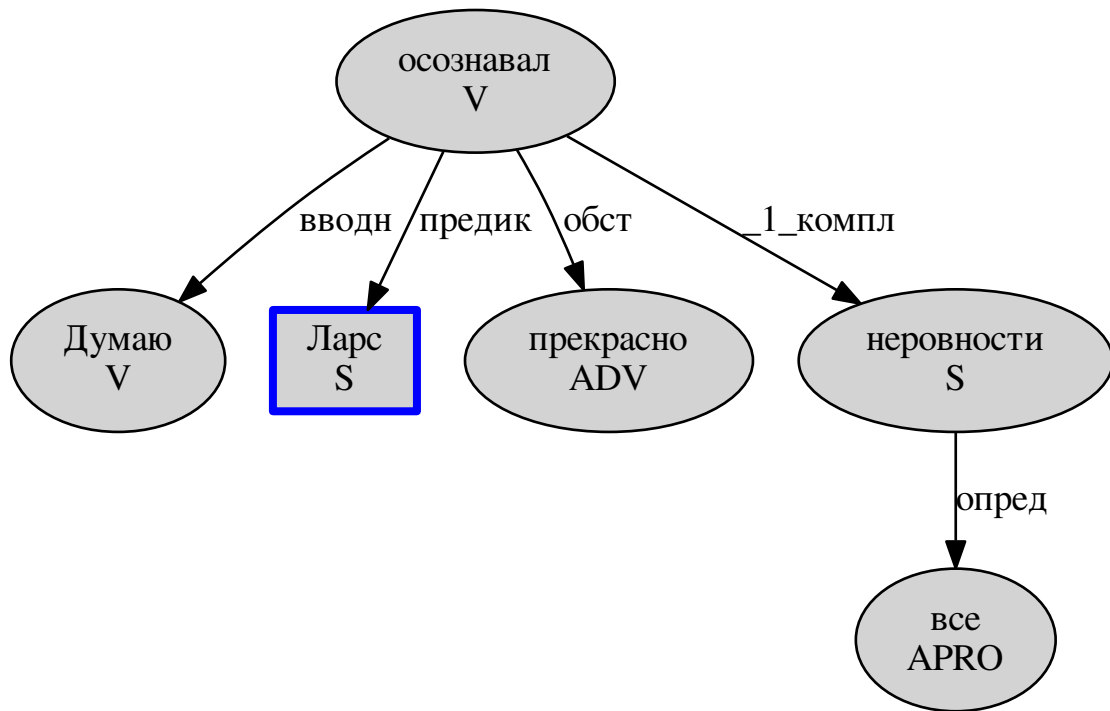 осознавал
V
вводн
предик
обст
_1_компл
Думаю
V
Ларс
S
прекрасно
ADV
неровности
S
опред
все
APRO